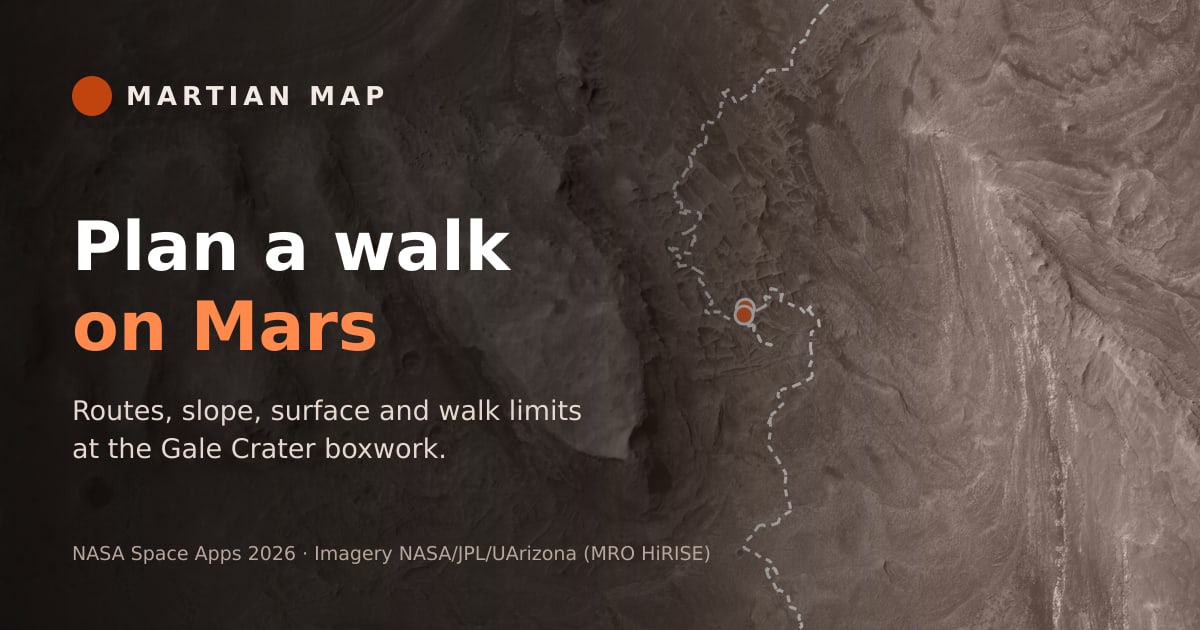 MARTIAN MAP
Plan a walk
on Mars
Routes, slope, surface and walk limits
at the Gale Crater boxwork.
NASA Space Apps 2026 · Imagery NASA/JPL/UArizona (MRO HiRISE)